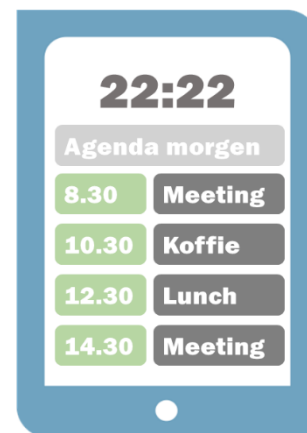 22:22
Agenda morgen
8.30 Meeting
10.30 Koffie
12.30 Lunch
14.30 Meeting